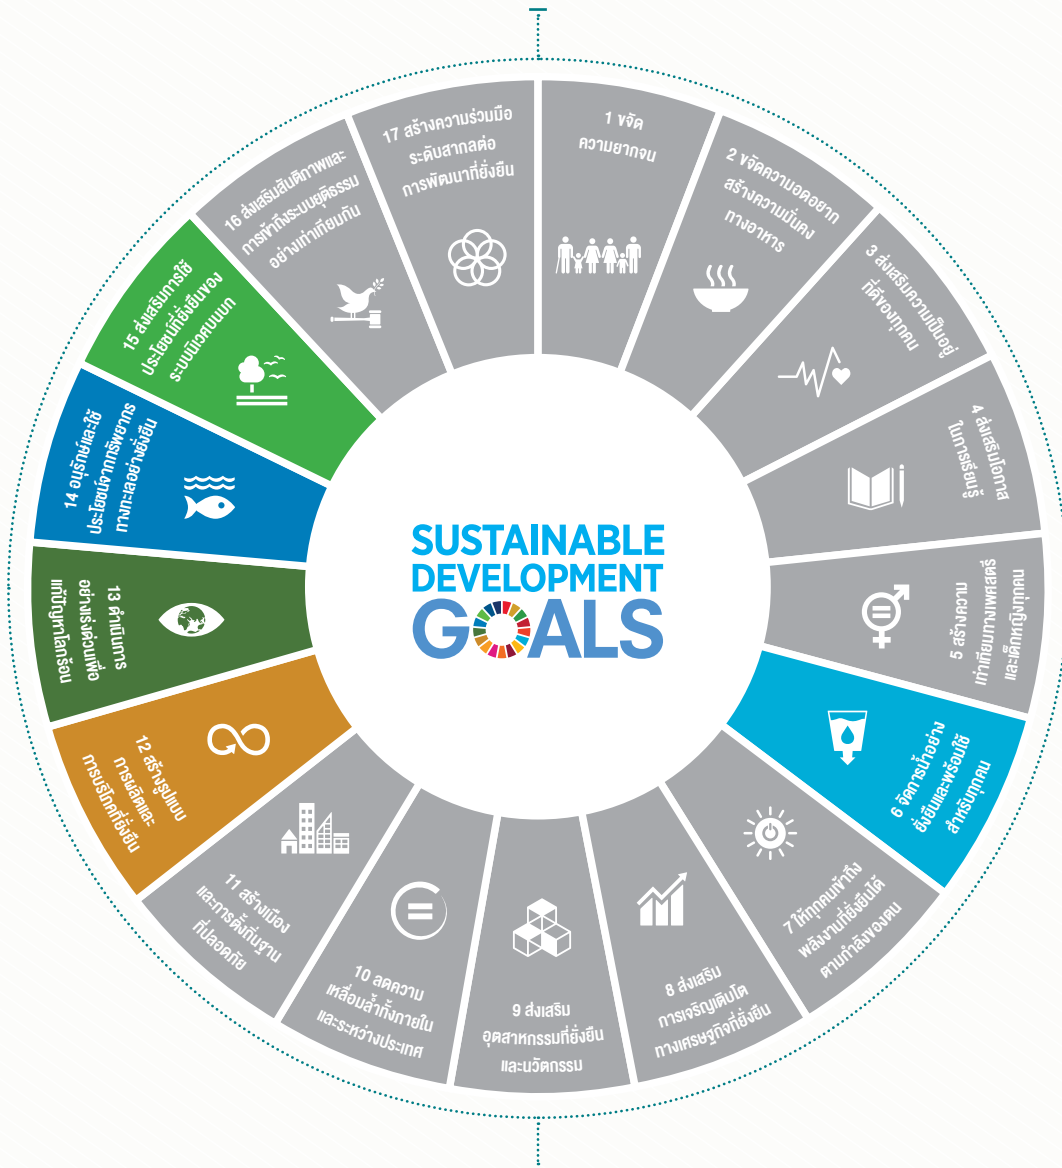 1 ขจัด
ความยากจน
2 ขจัดความอดอยาก
สร้างความมั่นคง
ทางอาหาร
3 ส่งเสริมความเป็นอยู่
ที่ดีของทุกคน
4 ส่งเสริมโอกาส
ในการเรียนรู้
5 สร้างความ
เท่าเทียมทางเพศสตรี
และเด็กหญิงทุกคน
6 จัดการน้ำอย่าง
ยั่งยืนและพร้อมใช้
สำหรับทุกคน
7 ให้ทุกคนเข้าถึง
พลังงานที่ยั่งยืนได้
ตามกำลังของตน
8 ส่งเสริม
การเจริญเติบโต
ทางเศรษฐกิจที่ยั่งยืน
9 ส่งเสริม
อุตสาหกรรมที่ยั่งยืน
และนวัตกรรม
10 ลดความ
เหลื่อมล้ำทั้งภายใน
และระหว่างประเทศ
11 สร้างเมือง
และการตั้งถิ่นฐาน
ที่ปลอดภัย
12 สร้างรูปแบบ
การผลิตและ
การบริโภคที่ยั่งยืน
13 ดำเนินการ
อย่างเร่งด่วนเพื่อ
แก้ปัญหาโลกร้อน
14 อนุรักษ์และใช้
ประโยชน์จากทรัพยากร
ทางทะเลอย่างยั่งยืน
15 ส่งเสริมการใช้
ประโยชน์ที่ยั่งยืนของ
ระบบนิเวศบนบก
16 ส่งเสริมสันติภาพและ
การเข้าถึงระบบยุติธรรม
อย่างเท่าเทียมกัน
17 สร้างความร่วมมือ
ระดับสากลต่อ
การพัฒนาที่ยั่งยืน
SUSTAINABLE
DEVELOPMENT
GOALS